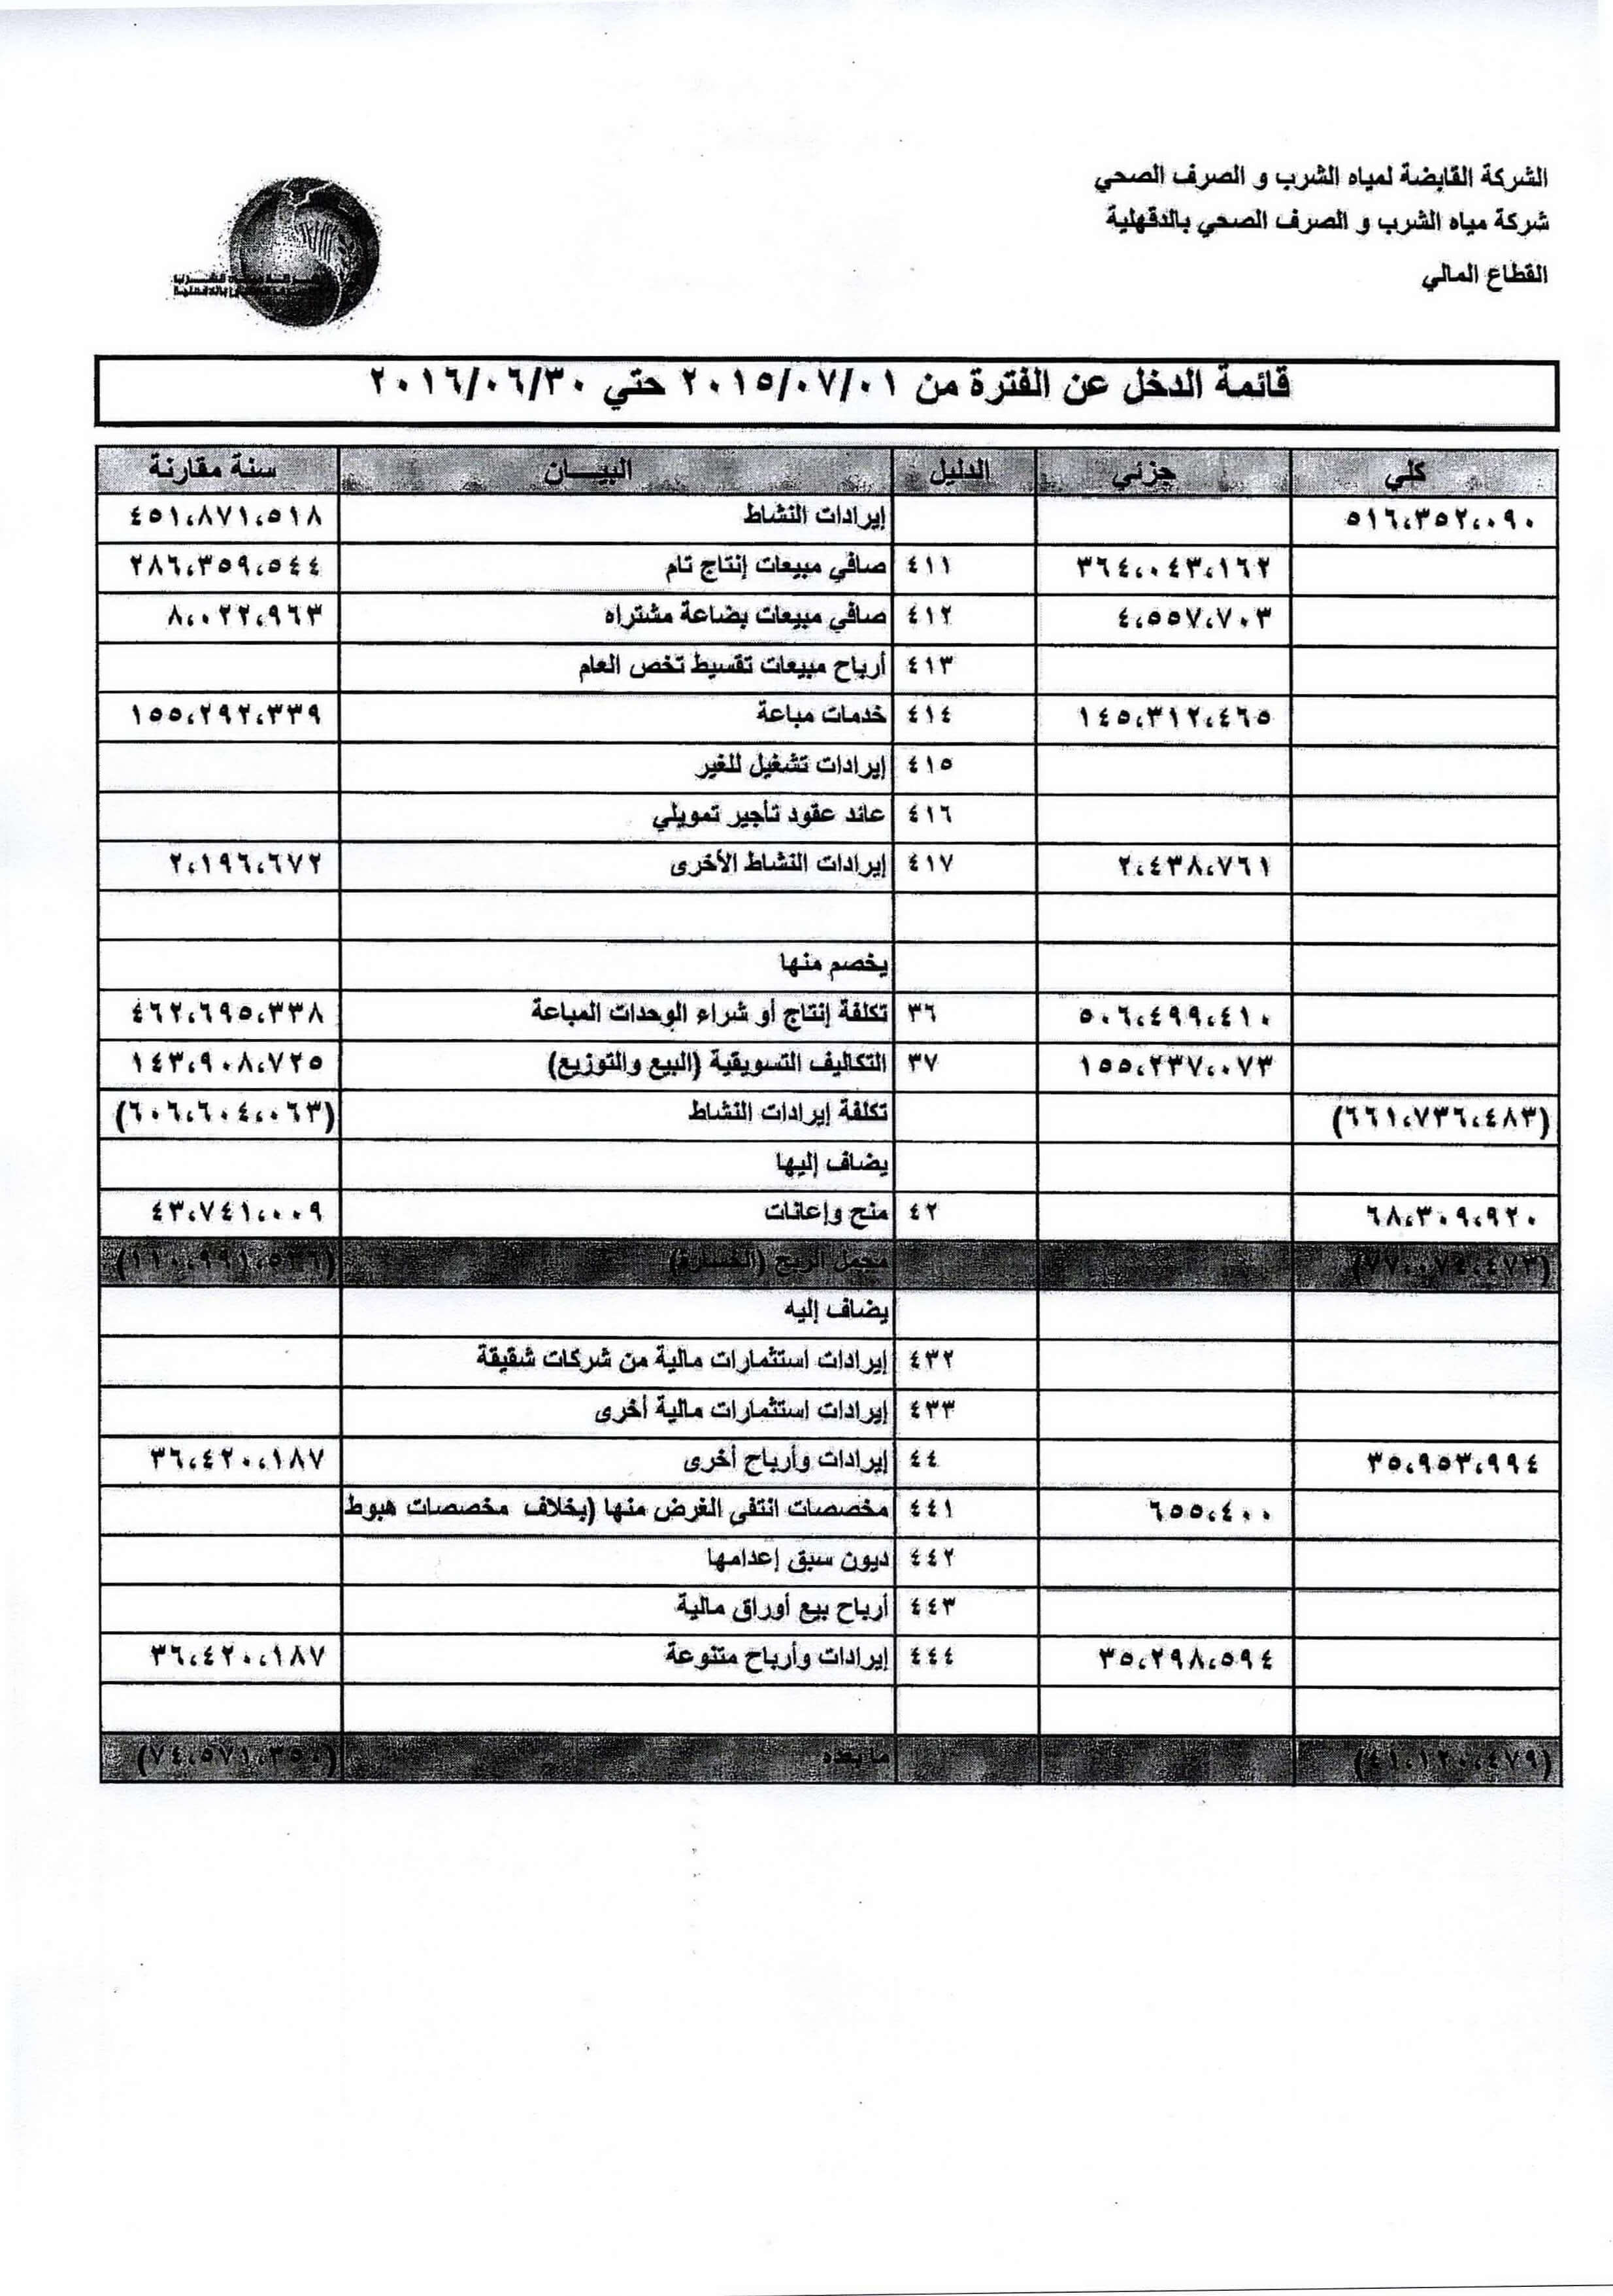 الشركة القابضة لمياه الشرب و الصرف الصحي
شركة مياه الشرب و الصرف الصحي بالدقهلية
القطاع المالي
قائمة الدخل عن الفترة من ٢٠١٥/٠٧/٠١ حتي ٢٠١٦/٠٦/٣٠
كلي جزئي الدليل البيـــان سنة مقارنة
٥١٦،٣٥٢،٠٩٠ إيرادات النشاط ٤٥١،٨٧١،٥١٨
٣٦٤،٠٤٣،١٦٢ ٤١١ صافي مبيعات إنتاج تام ٢٨٦،٣٥٩،٥٤٤
٤،٥٥٧،٧٠٣ ٤١٢ صافي مبيعات بضاعة مشتراه ٨،٠٢٢،٩٦٣
٤١٣ أرباح مبيعات تقسيط تخص العام
١٤٥،٣١٢،٤٦٥ ٤١٤ خدمات مباعة ١٥٥،٢٩٢،٣٣٩
٤١٥ إيرادات تشغيل للغير
٤١٦ عائد عقود تأجير تمويلي
٢،٤٣٨،٧٦١ ٤١٧ إيرادات النشاط الأخرى ٢،١٩٦،٦٧٢
يخصم منها
٥٠٦،٤٩٩،٤١٠ ٣٦ تكلفة إنتاج أو شراء الوحدات المباعة ٤٦٢،٦٩٥،٣٣٨
١٥٥،٢٣٧،٠٧٣ ٣٧ التكاليف التسويقية (البيع والتوزيع) ١٤٣،٩٠٨،٧٢٥
(٦٦١،٧٣٦،٤٨٣) تكلفة إيرادات النشاط (٦٠٦،٦٠٤،٠٦٣)
يضاف إليها
٦٨،٣٠٩،٩٢٠ ٤٢ منح وإعانات ٤٣،٧٤١،٠٠٩
(٧٧،٠٧٤،٤٧٣) مجمل الربح (الخسارة) (١١٠،٩٩١،٥٣٦)
يضاف إليه
٤٣٢ إيرادات استثمارات مالية من شركات شقيقة
٤٣٣ إيرادات استثمارات مالية أخرى
٣٥،٩٥٣،٩٩٤ ٤٤ إيرادات وأرباح أخرى ٣٦،٤٢٠،١٨٧
٦٥٥،٤٠٠ ٤٤١ مخصصات انتفى الغرض منها (بخلاف مخصصات هبوط
٤٤٢ ديون سبق إعدامها
٤٤٣ أرباح بيع أوراق مالية
٣٥،٢٩٨،٥٩٤ ٤٤٤ إيرادات وأرباح متنوعة ٣٦،٤٢٠،١٨٧
(٤١،١٢٠،٤٧٩) ما بعده (٧٤،٥٧١،٣٥٠)